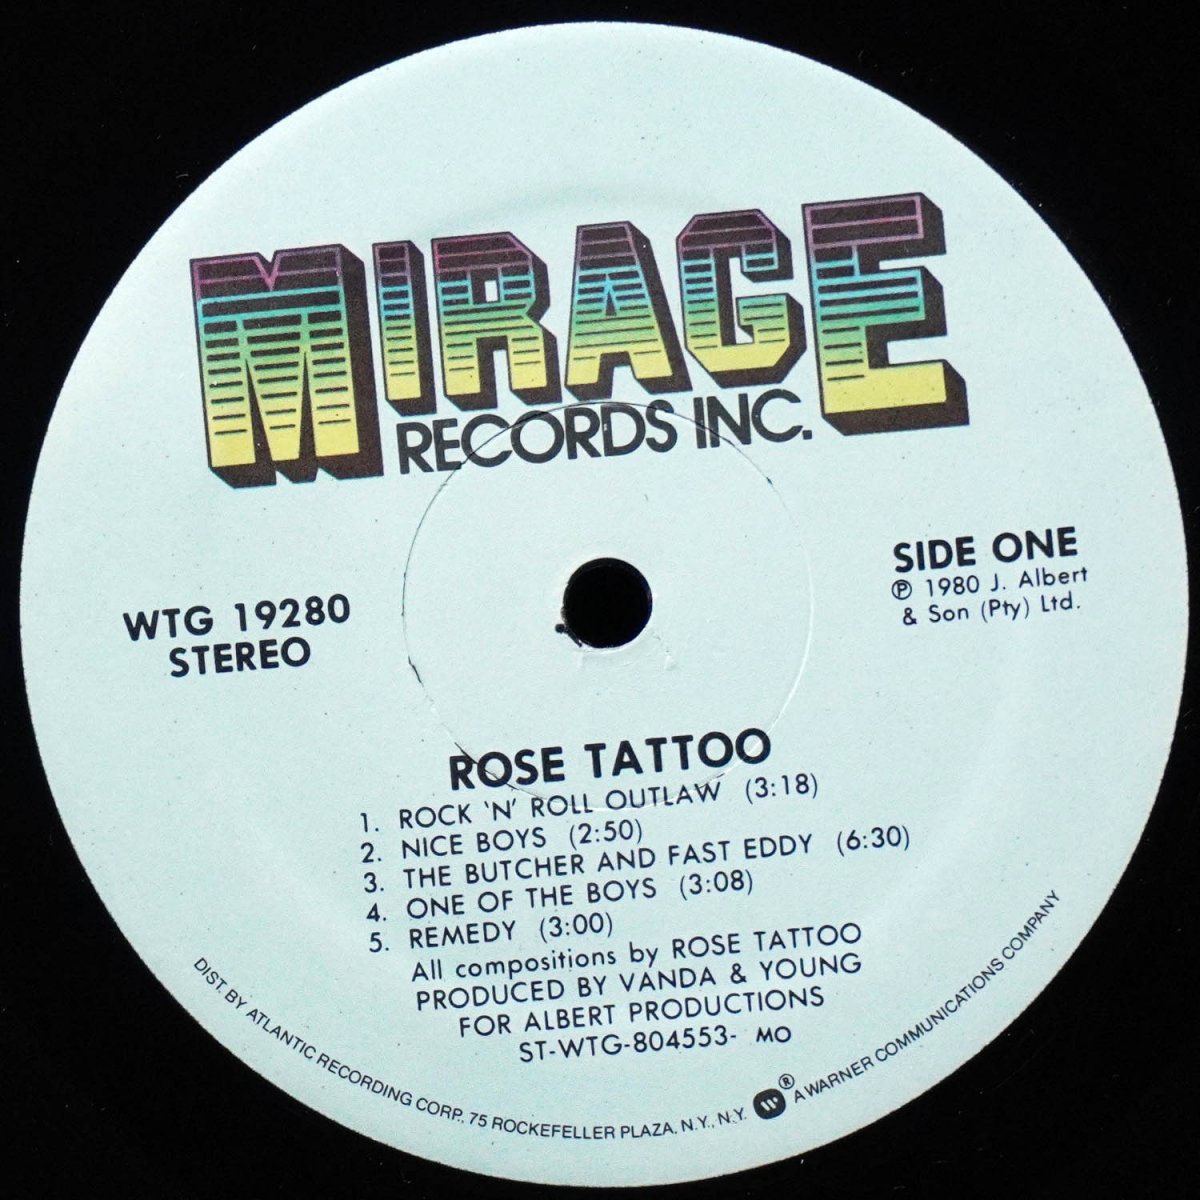 MIRAGE
RECORDS INC.
SIDE ONE
℗ 1980 J. Albert
& Son (Pty) Ltd.
WTG 19280
STEREO
ROSE TATTOO
1. ROCK 'N' ROLL OUTLAW (3:18)
2. NICE BOYS (2:50)
3. THE BUTCHER AND FAST EDDY (6:30)
4. ONE OF THE BOYS (3:08)
5. REMEDY (3:00)
All compositions by ROSE TATTOO
PRODUCED BY VANDA & YOUNG
FOR ALBERT PRODUCTIONS
ST-WTG-804553- MO
DIST. BY ATLANTIC RECORDING CORP., 75 ROCKEFELLER PLAZA, N.Y., N.Y. ® A WARNER COMMUNICATIONS COMPANY